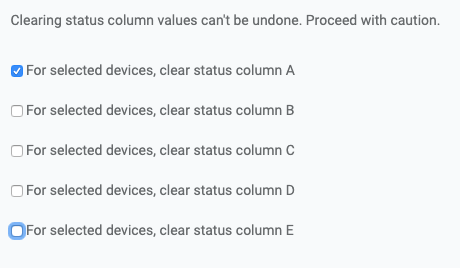 Clearing status column values can't be undone. Proceed with caution.
For selected devices, clear status column A
For selected devices, clear status column B
For selected devices, clear status column C
For selected devices, clear status column D
For selected devices, clear status column E